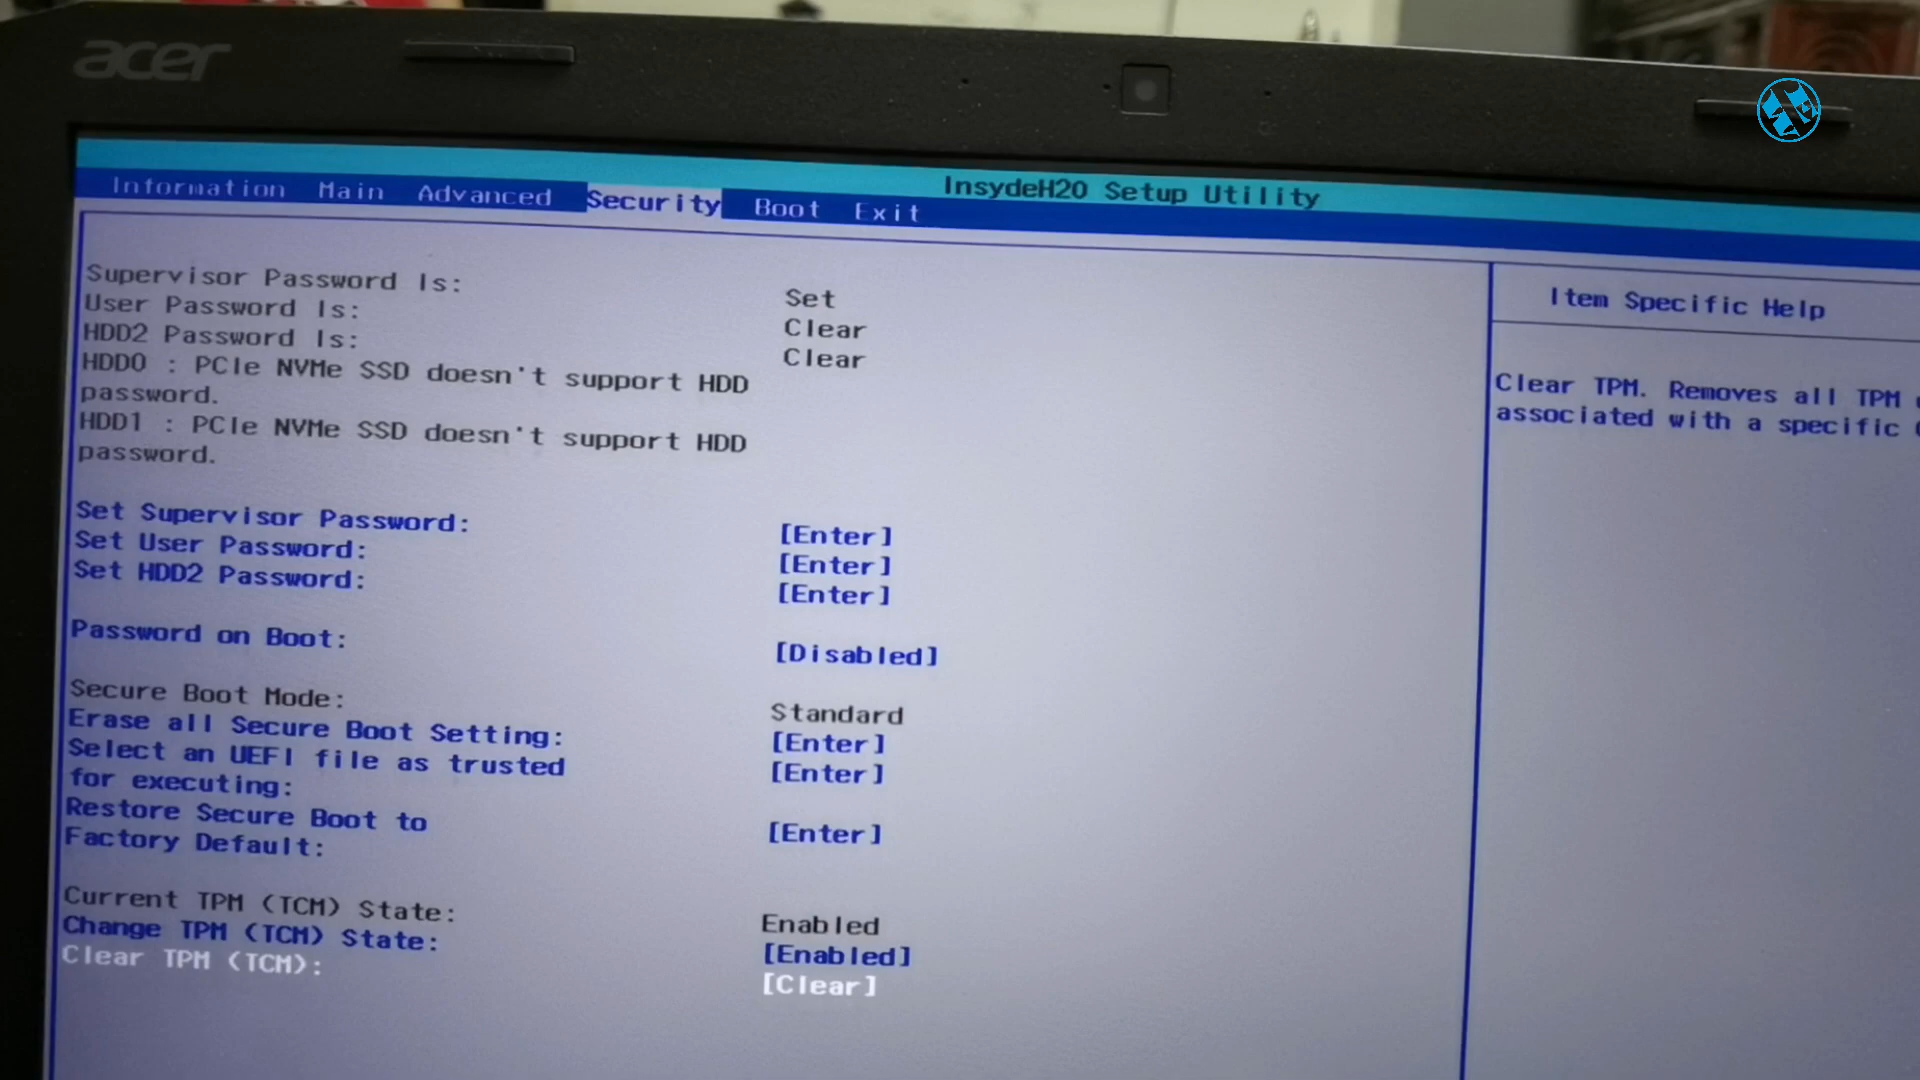 acer
InsydeH20 Setup Utility
Information Main Advanced Security Boot Exit
Supervisor Password Is: Set
User Password Is: Clear
HDD2 Password Is: Clear
HDD0 : PCIe NVMe SSD doesn't support HDD
password.
HDD1 : PCIe NVMe SSD doesn't support HDD
password.
Set Supervisor Password: [Enter]
Set User Password: [Enter]
Set HDD2 Password: [Enter]
Password on Boot: [Disabled]
Secure Boot Mode: Standard
Erase all Secure Boot Setting: [Enter]
Select an UEFI file as trusted [Enter]
for executing:
Restore Secure Boot to [Enter]
Factory Default:
Current TPM (TCM) State: Enabled
Change TPM (TCM) State: [Enabled]
Clear TPM (TCM): [Clear]
Item Specific Help
Clear TPM. Removes all TPM
associated with a specific